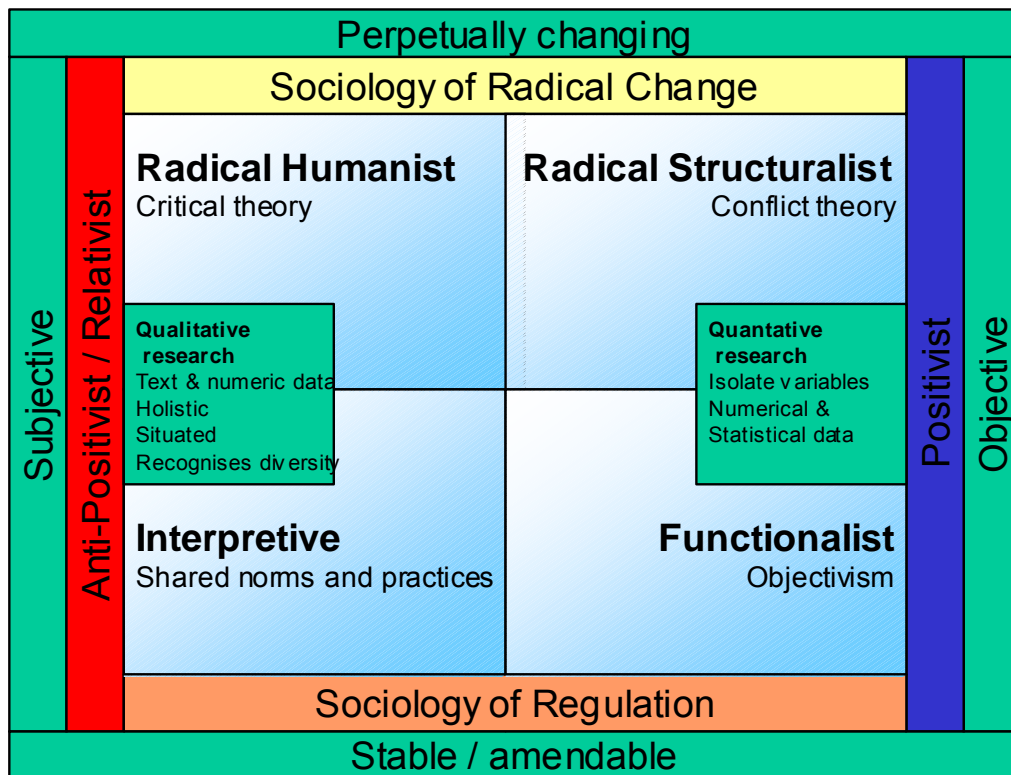 Perpetually changing
Sociology of Radical Change
Subjective
Anti-Positivist / Relativist
Radical Humanist
Critical theory
Radical Structuralist
Conflict theory
Qualitative
research
Text & numeric data
Holistic
Situated
Recognises diversity
Quantative
research
Isolate variables
Numerical &
Statistical data
Interpretive
Shared norms and practices
Functionalist
Objectivism
Positivist
Objective
Sociology of Regulation
Stable / amendable